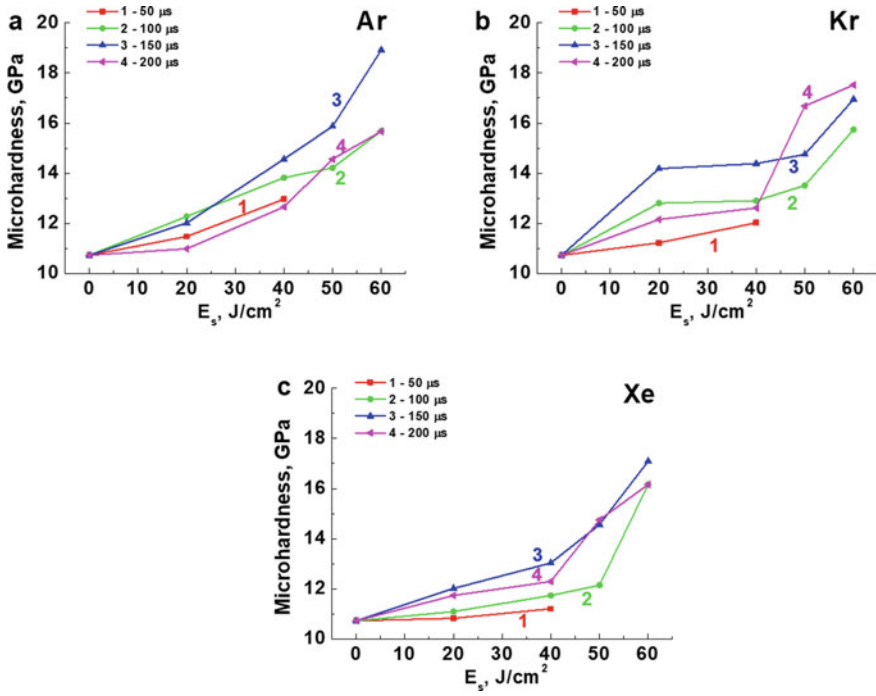 a
1 - 50 μs
2 - 100 μs
3 - 150 μs
4 - 200 μs
Ar
Microhardness, GPa
20
18
16
14
12
10
3
4
2
1
0 10 20 30 40 50 60
E_s, J/cm²
b
1 - 50 μs
2 - 100 μs
3 - 150 μs
4 - 200 μs
Kr
Microhardness, GPa
20
18
16
14
12
10
4
3
2
1
0 10 20 30 40 50 60
E_s, J/cm²
c
1 - 50 μs
2 - 100 μs
3 - 150 μs
4 - 200 μs
Xe
Microhardness, GPa
20
18
16
14
12
10
3
4
2
1
0 10 20 30 40 50 60
E_s, J/cm²